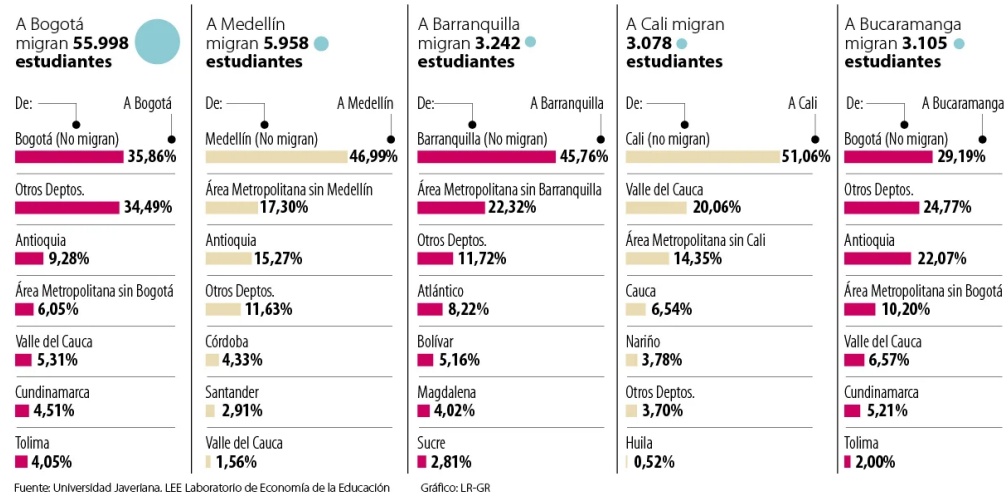 A Bogotá
migran 55.998
estudiantes
De:
A Bogotá
Bogotá (No migran)
35,86%
Otros Deptos.
34,49%
Antioquia
9,28%
Área Metropolitana sin Bogotá
6,05%
Valle del Cauca
5,31%
Cundinamarca
4,51%
Tolima
4,05%
A Medellín
migran 5.958
estudiantes
De:
A Medellín
Medellín (No migran)
46,99%
Área Metropolitana sin Medellín
17,30%
Antioquia
15,27%
Otros Deptos.
11,63%
Córdoba
4,33%
Santander
2,91%
Valle del Cauca
1,56%
A Barranquilla
migran 3.242
estudiantes
De:
A Barranquilla
Barranquilla (No migran)
45,76%
Área Metropolitana sin Barranquilla
22,32%
Otros Deptos.
11,72%
Atlántico
8,22%
Bolívar
5,16%
Magdalena
4,02%
Sucre
2,81%
A Cali migran
3.078
estudiantes
De:
A Cali
Cali (no migran)
51,06%
Valle del Cauca
20,06%
Área Metropolitana sin Cali
14,35%
Cauca
6,54%
Nariño
3,78%
Otros Deptos.
3,70%
Huila
0,52%
A Bucaramanga
migran 3.105
estudiantes
De:
A Bucaramanga
Bogotá (No migran)
29,19%
Otros Deptos.
24,77%
Antioquia
22,07%
Área Metropolitana sin Bogotá
10,20%
Valle del Cauca
6,57%
Cundinamarca
5,21%
Tolima
2,00%
Fuente: Universidad Javeriana, LEE Laboratorio de Economía de la Educación
Gráfico: LR-GR